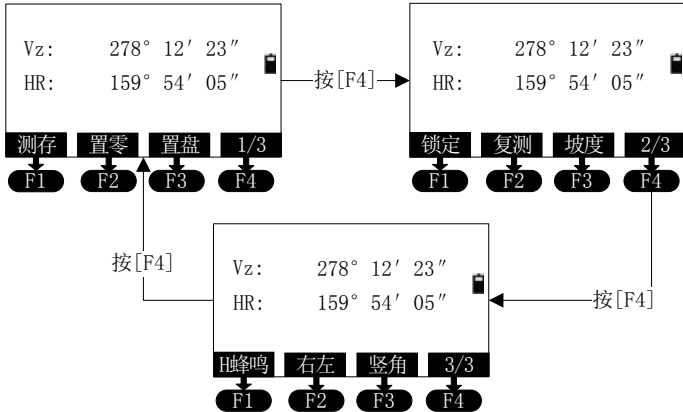 Vz: 278° 12′ 23″
HR: 159° 54′ 05″
测存 置零 置盘 1/3
F1 F2 F3 F4
按[F4]
Vz: 278° 12′ 23″
HR: 159° 54′ 05″
锁定 复测 坡度 2/3
F1 F2 F3 F4
按[F4]
Vz: 278° 12′ 23″
HR: 159° 54′ 05″
H蜂鸣 右左 竖角 3/3
F1 F2 F3 F4
按[F4]